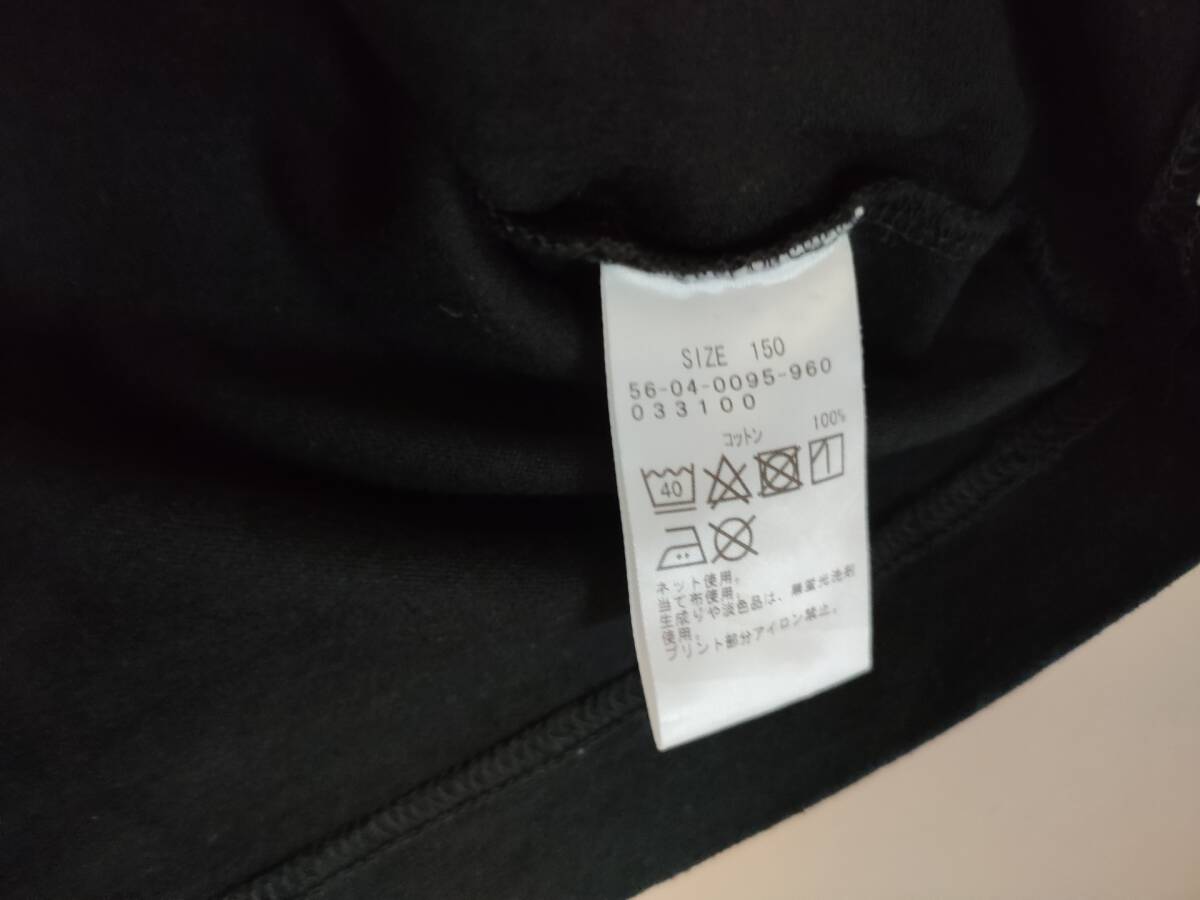 SIZE 150
56-04-0095-960
033100
コットン 100%
40
ネット使用。
当て布使用。
生成りや淡色品は、無蛍光洗剤
使用。
プリント部分アイロン禁止。